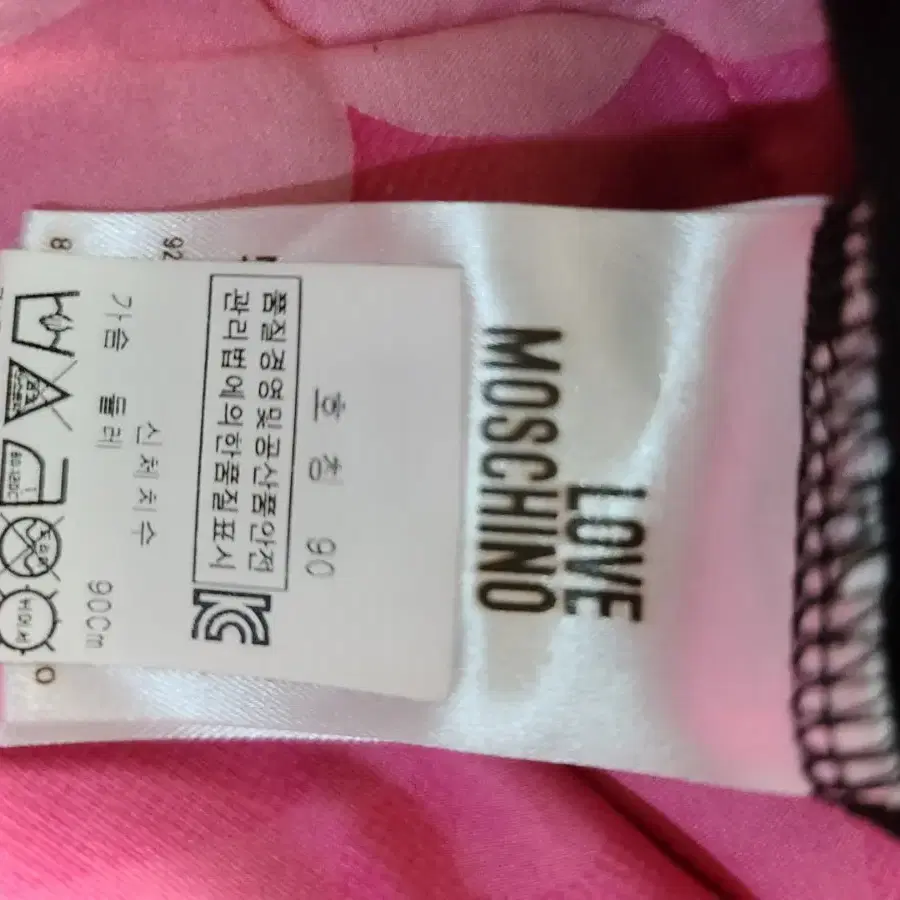 LOVE
MOSCHINO
호칭 90
품질경영및공산품안전
관리법에의한품질표시
신체치수
가슴 둘레 90Cm